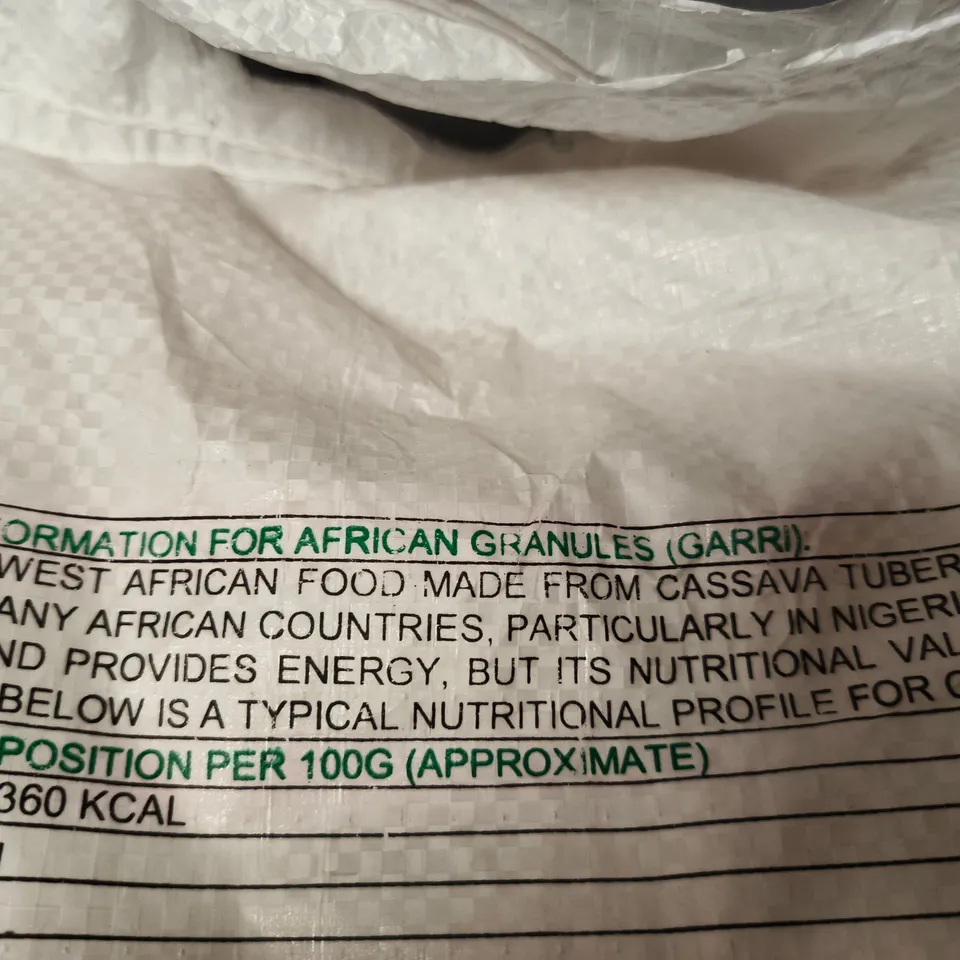 ORMATION FOR AFRICAN GRANULES (GARRI).
WEST AFRICAN FOOD MADE FROM CASSAVA TUBER
ANY AFRICAN COUNTRIES, PARTICULARLY IN NIGERI
ND PROVIDES ENERGY, BUT ITS NUTRITIONAL VAL
BELOW IS A TYPICAL NUTRITIONAL PROFILE FOR
POSITION PER 100G (APPROXIMATE)
360 KCAL